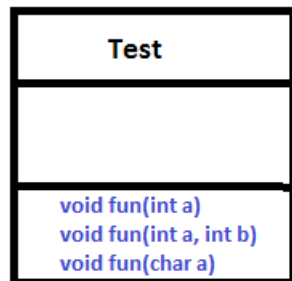 Test
void fun(int a)
void fun(int a, int b)
void fun(char a)